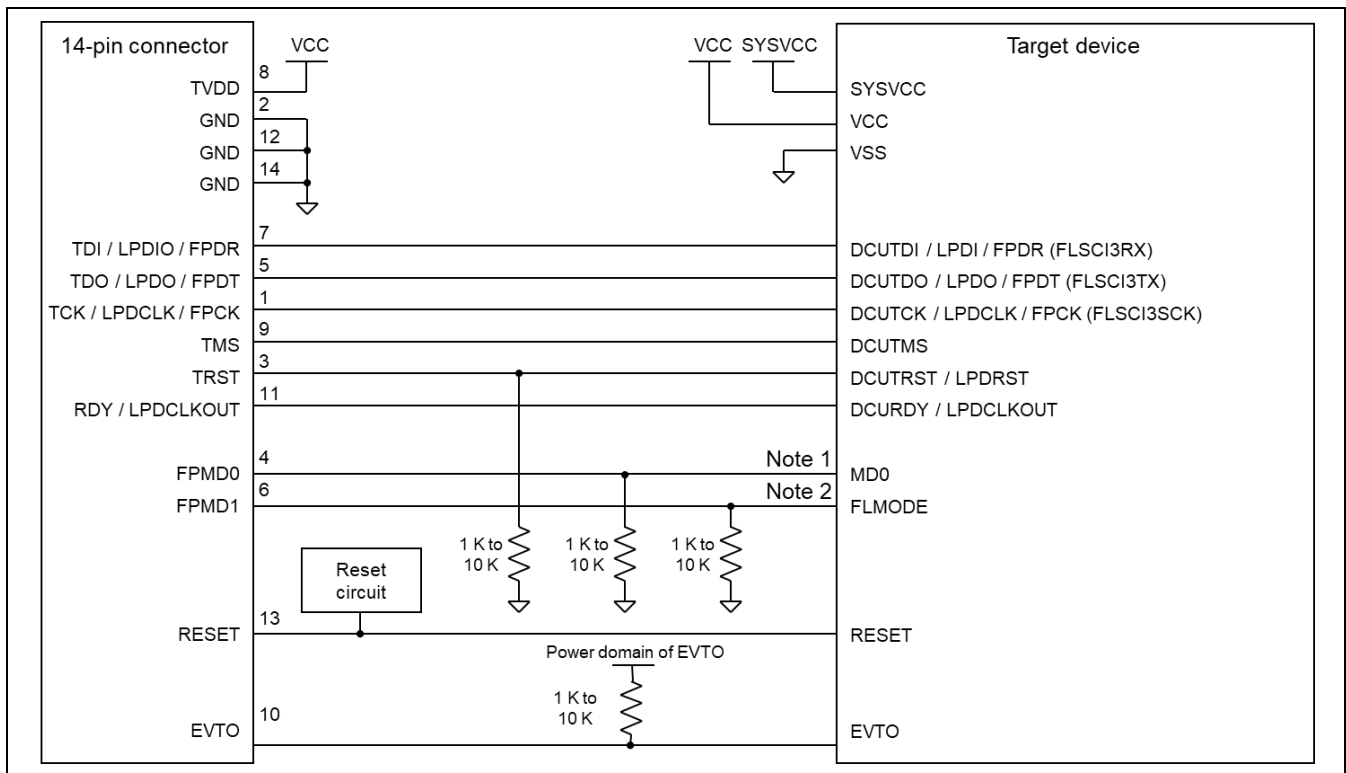 14-pin connector
VCC
VCC
SYSVCC
Target device
8
TVDD
SYSVCC
2
GND
VCC
12
GND
VSS
14
GND
7
TDI / LPDIO / FPDR
DCUTDI / LPDI / FPDR (FLSCI3RX)
5
TDO / LPDO / FPDT
DCUTDO / LPDO / FPDT (FLSCI3TX)
1
TCK / LPDCLK / FPCK
DCUTCK / LPDCLK / FPCK (FLSCI3SCK)
9
TMS
DCUTMS
3
TRST
DCUTRST / LPDRST
11
RDY / LPDCLKOUT
DCURDY / LPDCLKOUT
4
Note 1
FPMD0
MD0
6
Note 2
FPMD1
FLMODE
1 K to
10 K
1 K to
10 K
1 K to
10 K
Reset
circuit
13
RESET
RESET
Power domain of EVTO
1 K to
10 K
10
EVTO
EVTO